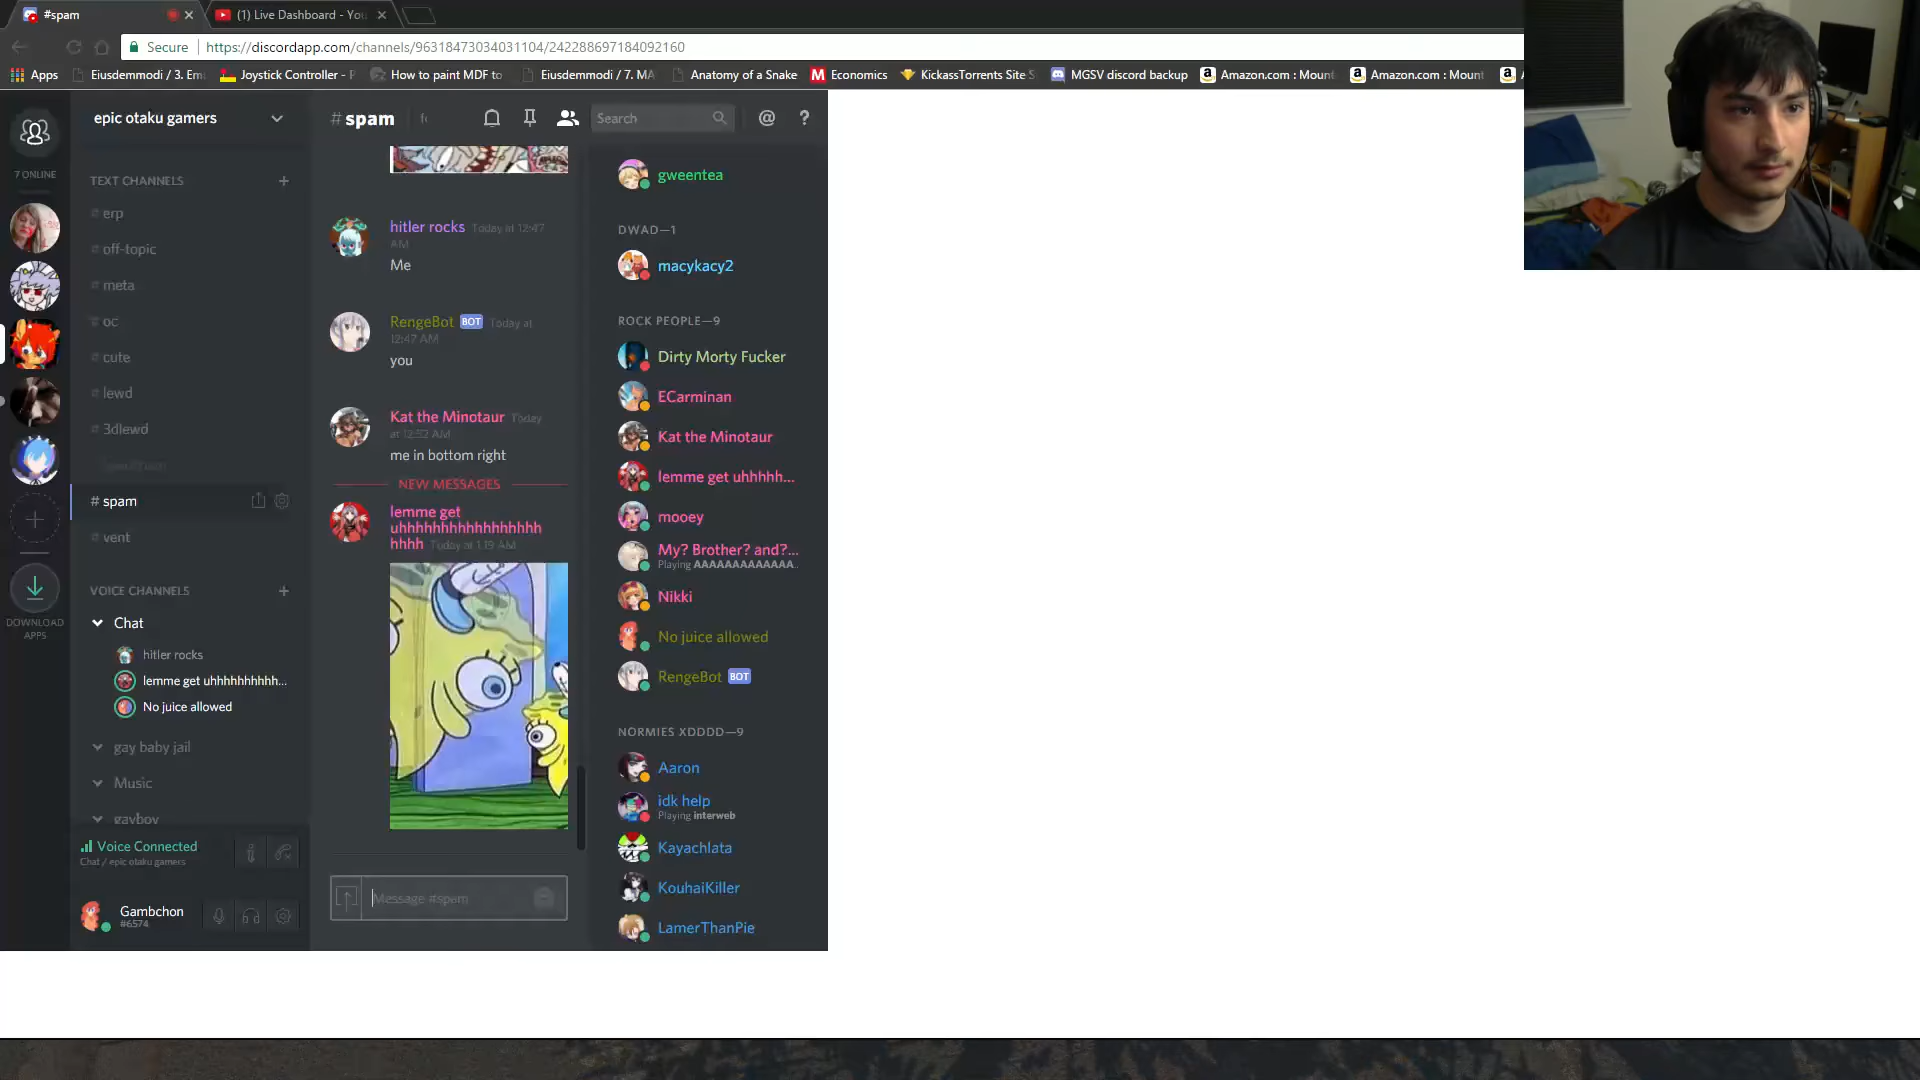 #spam
(1) Live Dashboard - You
Secure
https://discordapp.com/channels/96318473034031104/242288697184092160
Apps
Eiusdemmodi / 3. Em
Joystick Controller - P
How to paint MDF to
Eiusdemmodi / 7. MA
Anatomy of a Snake
Economics
KickassTorrents Site S
MGSV discord backup
Amazon.com : Mount
Amazon.com : Mount
epic otaku gamers
#spam
Search
7 ONLINE
TEXT CHANNELS
# erp
# off-topic
# meta
# oc
# cute
# lewd
# 3dlewd
# spam
# vent
VOICE CHANNELS
Chat
hitler rocks
lemme get uhhhhhhhhhh...
No juice allowed
gay baby jail
Music
gayboy
DOWNLOAD
APPS
Voice Connected
Chat / epic otaku gamers
Gambchon
#6574
hitler rocks Today at 12:47
AM
Me
RengeBot BOT Today at
12:47 AM
you
Kat the Minotaur Today
at 12:52 AM
me in bottom right
NEW MESSAGES
lemme get
uhhhhhhhhhhhhhhhhhh
hhhh Today at 1:19 AM
Message #spam
gweentea
DWAD—1
macykacy2
ROCK PEOPLE—9
Dirty Morty Fucker
ECarminan
Kat the Minotaur
lemme get uhhhhh...
mooey
My? Brother? and?...
Playing AAAAAAAAAAAAA...
Nikki
No juice allowed
RengeBot BOT
NORMIES XDDDD—9
Aaron
idk help
Playing interweb
Kayachlata
KouhaiKiller
LamerThanPie